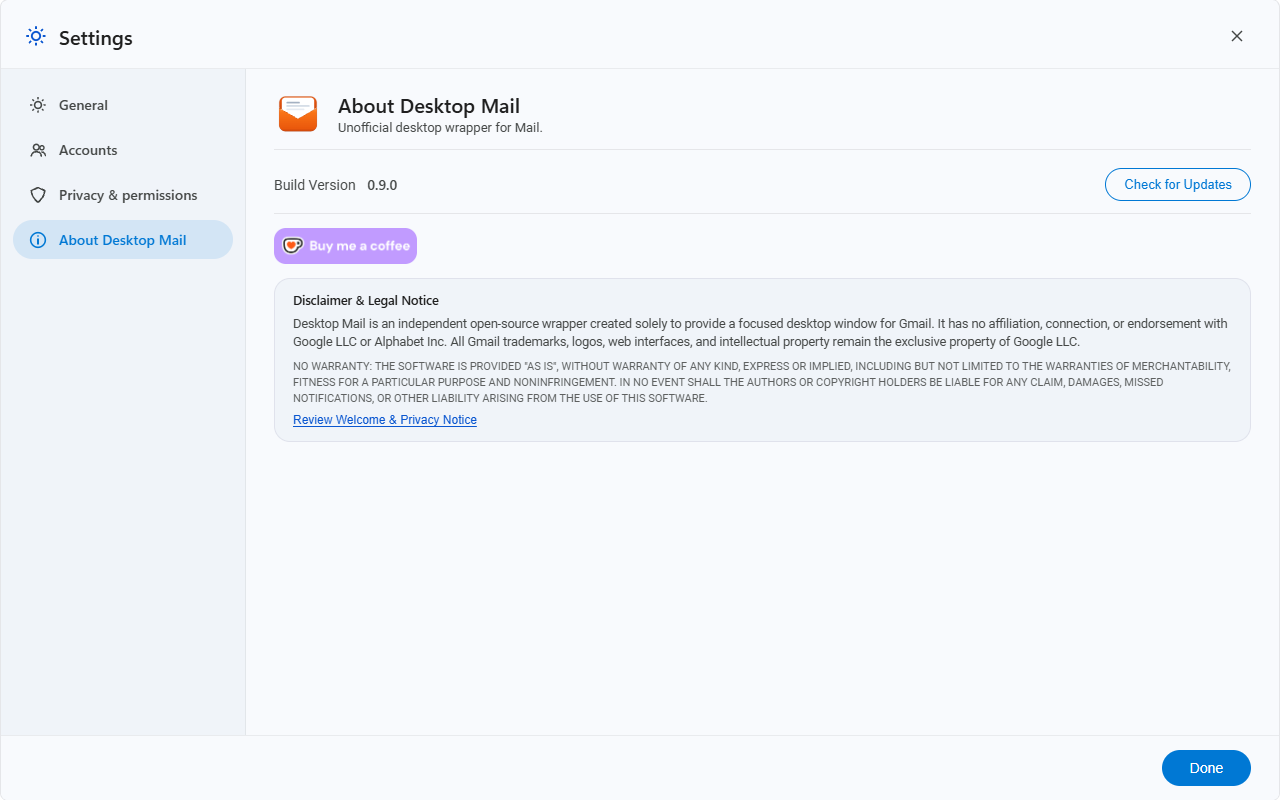 Settings
General
Accounts
Privacy & permissions
About Desktop Mail
About Desktop Mail
Unofficial desktop wrapper for Mail.
Build Version 0.9.0
Check for Updates
Buy me a coffee
Disclaimer & Legal Notice
Desktop Mail is an independent open-source wrapper created solely to provide a focused desktop window for Gmail. It has no affiliation, connection, or endorsement with
Google LLC or Alphabet Inc. All Gmail trademarks, logos, web interfaces, and intellectual property remain the exclusive property of Google LLC.
NO WARRANTY: THE SOFTWARE IS PROVIDED "AS IS", WITHOUT WARRANTY OF ANY KIND, EXPRESS OR IMPLIED, INCLUDING BUT NOT LIMITED TO THE WARRANTIES OF MERCHANTABILITY,
FITNESS FOR A PARTICULAR PURPOSE AND NONINFRINGEMENT. IN NO EVENT SHALL THE AUTHORS OR COPYRIGHT HOLDERS BE LIABLE FOR ANY CLAIM, DAMAGES, MISSED
NOTIFICATIONS, OR OTHER LIABILITY ARISING FROM THE USE OF THIS SOFTWARE.
Review Welcome & Privacy Notice
Done